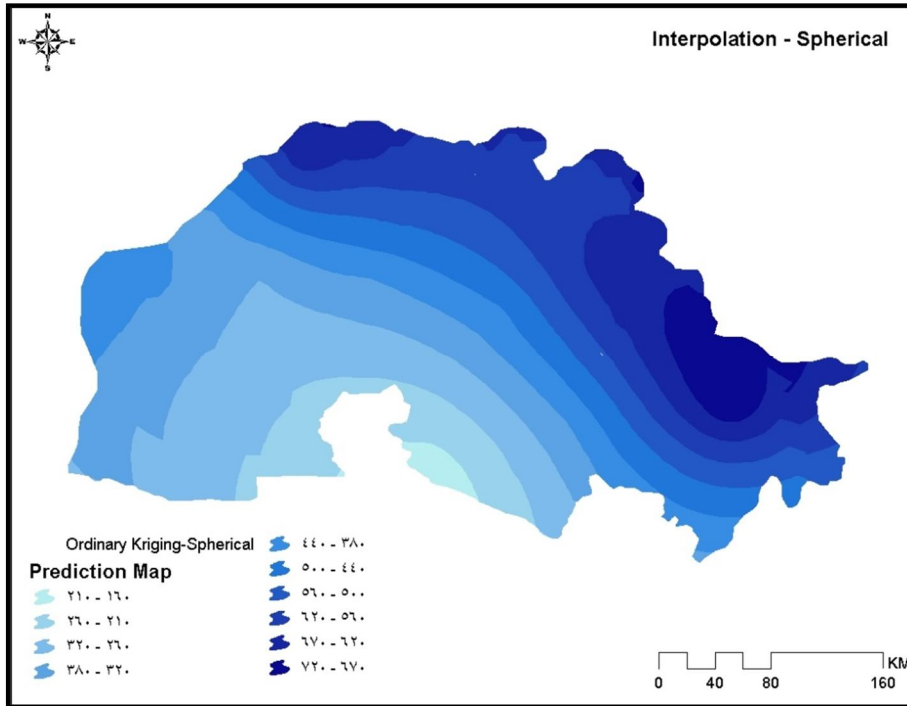 N
W E
S
Interpolation - Spherical
Ordinary Kriging-Spherical
Prediction Map
٢١٠ - ١٦٠
٢٦٠ - ٢١٠
٣٢٠ - ٢٦٠
٣٨٠ - ٣٢٠
٤٤٠ - ٣٨٠
٥٠٠ - ٤٤٠
٥٦٠ - ٥٠٠
٦٢٠ - ٥٦٠
٦٧٠ - ٦٢٠
٧٢٠ - ٦٧٠
KM
0 40 80 160